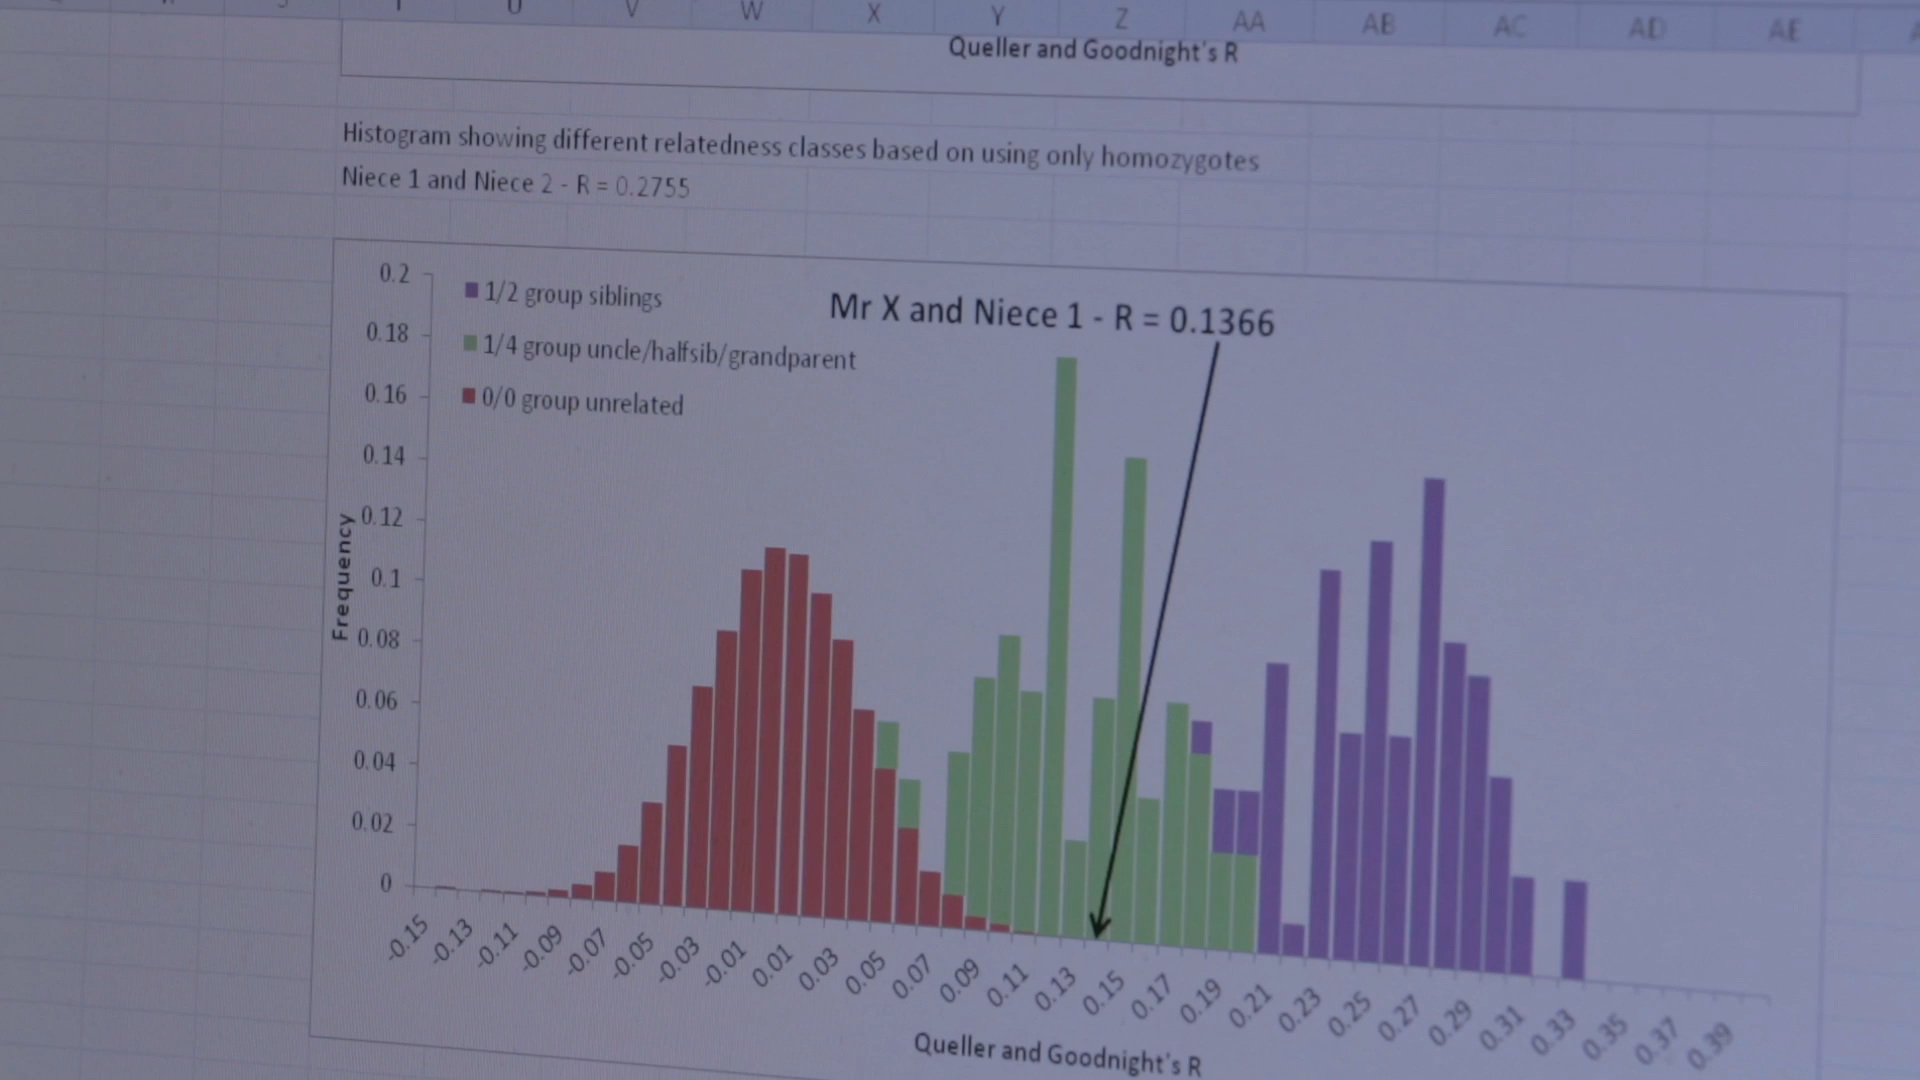 U V W X Y Z AA AB AC AD AE
Queller and Goodnight's R
Histogram showing different relatedness classes based on using only homozygotes
Niece 1 and Niece 2 - R = 0.2755
Mr X and Niece 1 - R = 0.1366
1/2 group siblings
1/4 group uncle/halfsib/grandparent
0/0 group unrelated
Frequency
0.2
0.18
0.16
0.14
0.12
0.1
0.08
0.06
0.04
0.02
0
-0.15 -0.13 -0.11 -0.09 -0.07 -0.05 -0.03 -0.01 0.01 0.03 0.05 0.07 0.09 0.11 0.13 0.15 0.17 0.19 0.21 0.23 0.25 0.27 0.29 0.31 0.33 0.35 0.37 0.39
Queller and Goodnight's R